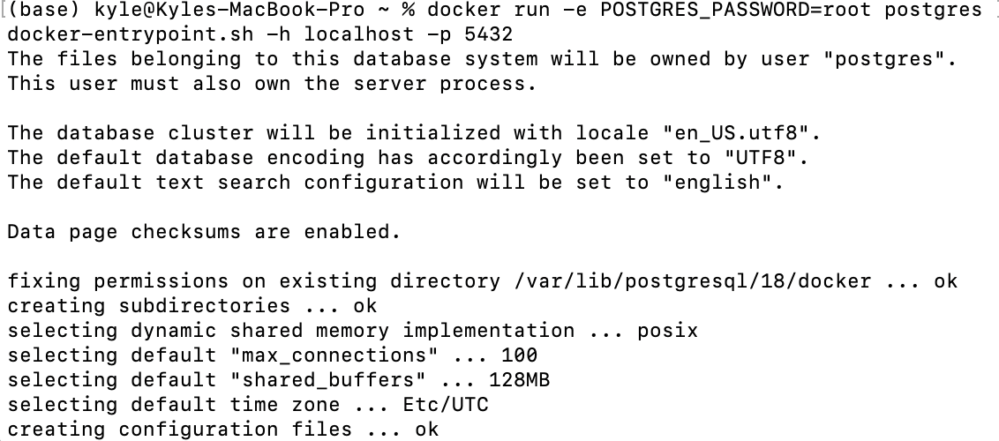 (base) kyle@Kyles-MacBook-Pro ~ % docker run -e POSTGRES_PASSWORD=root postgres
docker-entrypoint.sh -h localhost -p 5432
The files belonging to this database system will be owned by user "postgres".
This user must also own the server process.

The database cluster will be initialized with locale "en_US.utf8".
The default database encoding has accordingly been set to "UTF8".
The default text search configuration will be set to "english".

Data page checksums are enabled.

fixing permissions on existing directory /var/lib/postgresql/18/docker ... ok
creating subdirectories ... ok
selecting dynamic shared memory implementation ... posix
selecting default "max_connections" ... 100
selecting default "shared_buffers" ... 128MB
selecting default time zone ... Etc/UTC
creating configuration files ... ok